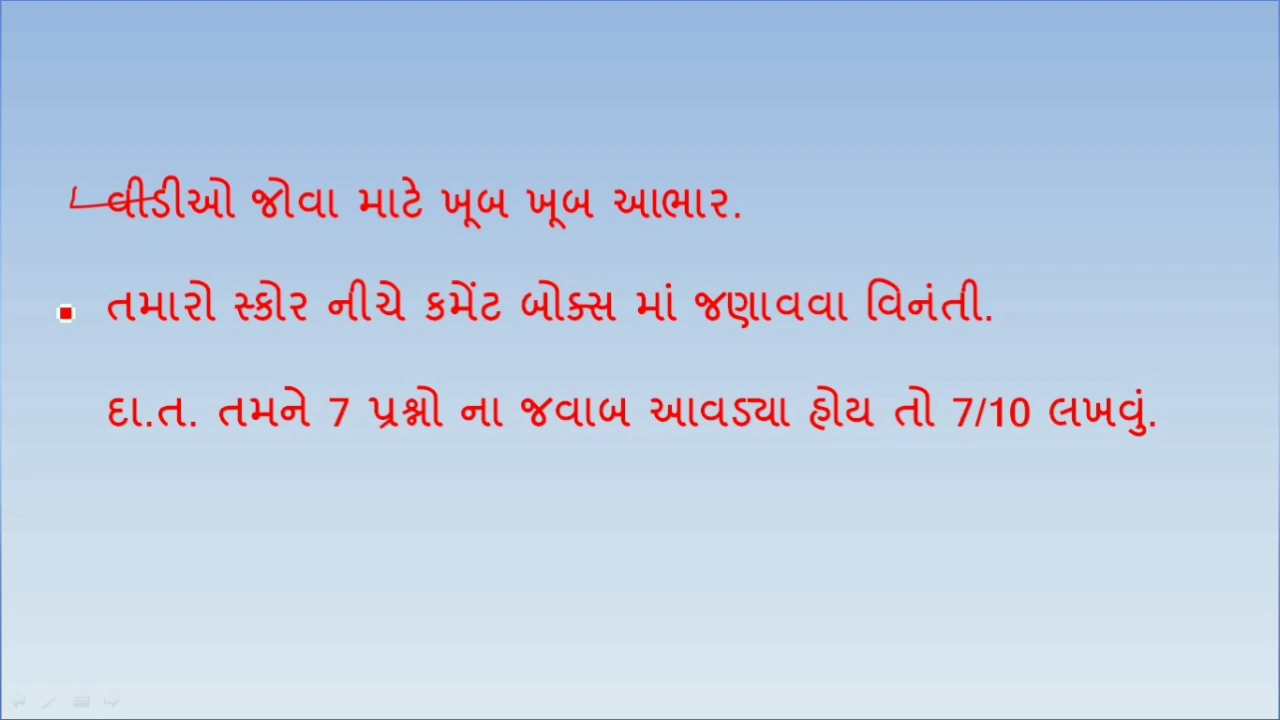 વીડીઓ જોવા માટે ખૂબ ખૂબ આભાર.
તમારો સ્કોર નીચે કમેંટ બોક્સ માં જણાવવા વિનંતી.
દા.ત. તમને 7 પ્રશ્નો ના જવાબ આવડ્યા હોય તો 7/10 લખવું.